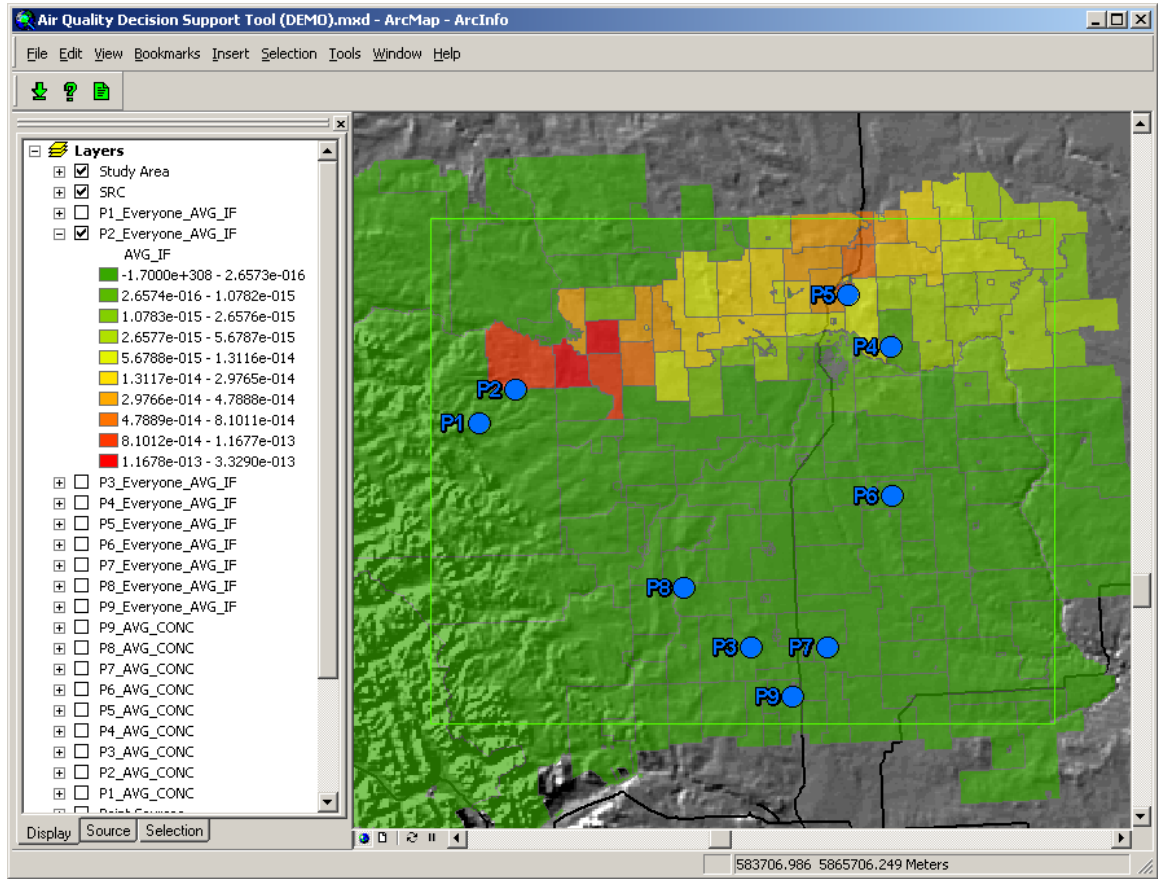 Air Quality Decision Support Tool (DEMO).mxd - ArcMap - ArcInfo
File Edit View Bookmarks Insert Selection Tools Window Help
Layers
Study Area
SRC
P1_Everyone_AVG_IF
P2_Everyone_AVG_IF
AVG_IF
-1.7000e+308 - 2.6573e-016
2.6574e-016 - 1.0782e-015
1.0783e-015 - 2.6576e-015
2.6577e-015 - 5.6787e-015
5.6788e-015 - 1.3116e-014
1.3117e-014 - 2.9765e-014
2.9766e-014 - 4.7888e-014
4.7889e-014 - 8.1011e-014
8.1012e-014 - 1.1677e-013
1.1678e-013 - 3.3290e-013
P3_Everyone_AVG_IF
P4_Everyone_AVG_IF
P5_Everyone_AVG_IF
P6_Everyone_AVG_IF
P7_Everyone_AVG_IF
P8_Everyone_AVG_IF
P9_Everyone_AVG_IF
P9_AVG_CONC
P8_AVG_CONC
P7_AVG_CONC
P6_AVG_CONC
P5_AVG_CONC
P4_AVG_CONC
P3_AVG_CONC
P2_AVG_CONC
P1_AVG_CONC
Display Source Selection
P5
P4
P2
P1
P6
P8
P3 P7
P9
583706.986 5865706.249 Meters